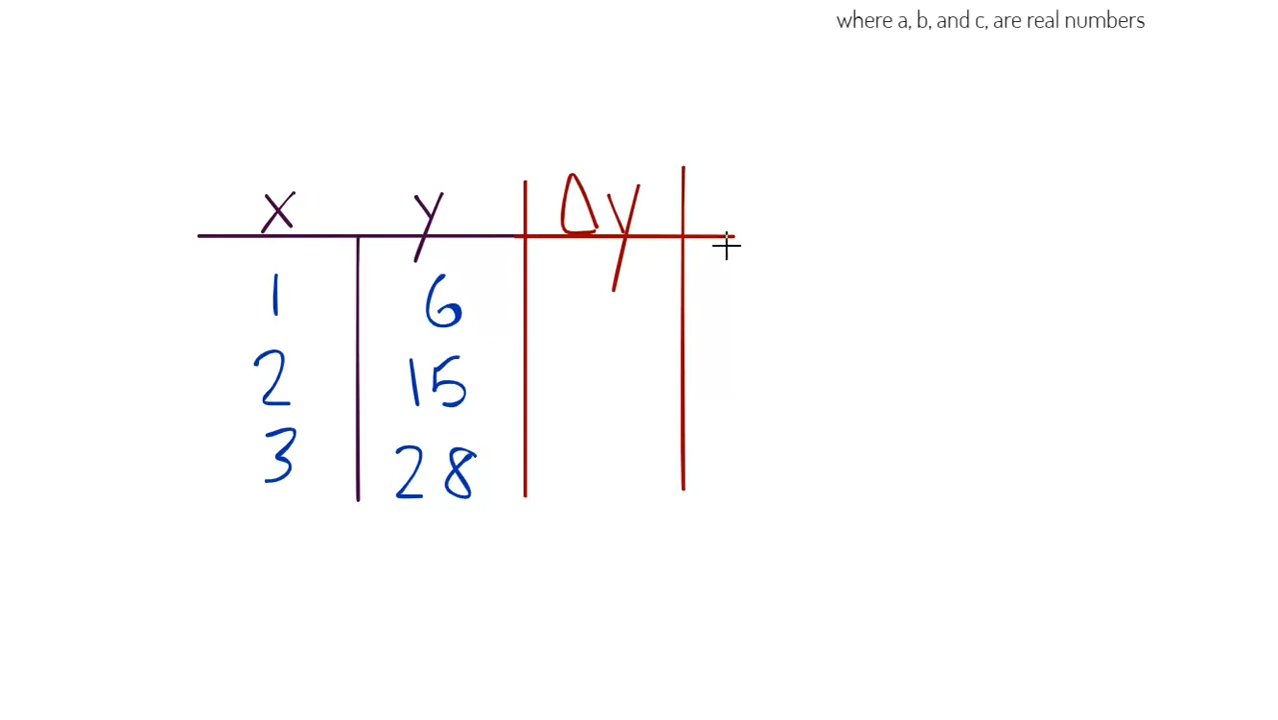 where a, b, and c, are real numbers
x y Δy
1 6
2 15
3 28